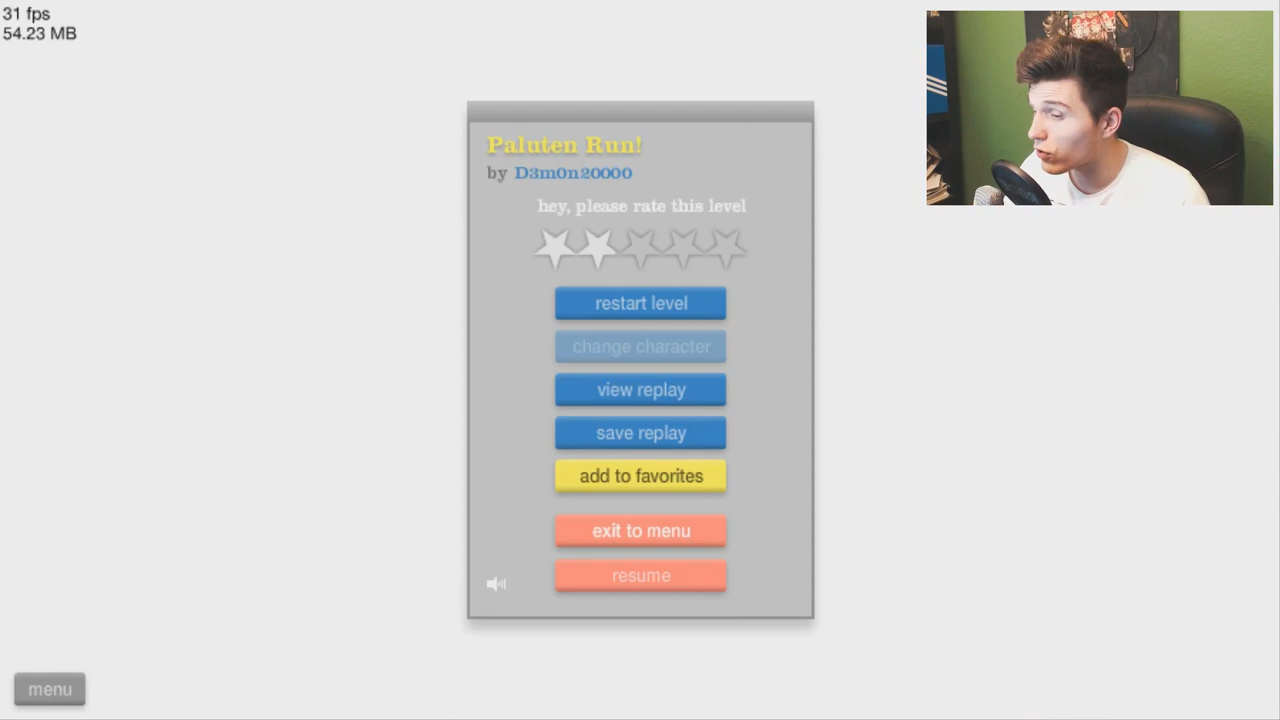 31 fps
54.23 MB
Paluten Run!
by D3m0n20000
hey, please rate this level
restart level
change character
view replay
save replay
add to favorites
exit to menu
resume
menu